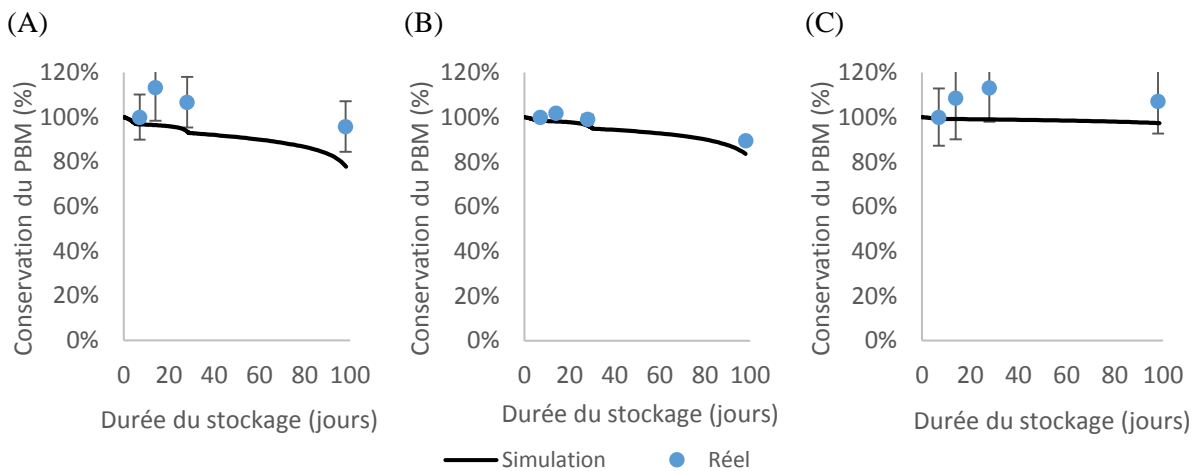 (A)
Conservation du PBM (%)
120%
100%
80%
60%
40%
20%
0%
0 20 40 60 80 100
Durée du stockage (jours)
(B)
Conservation du PBM (%)
120%
100%
80%
60%
40%
20%
0%
0 20 40 60 80 100
Durée du stockage (jours)
(C)
Conservation du PBM (%)
120%
100%
80%
60%
40%
20%
0%
0 20 40 60 80 100
Durée du stockage (jours)
Simulation Réel